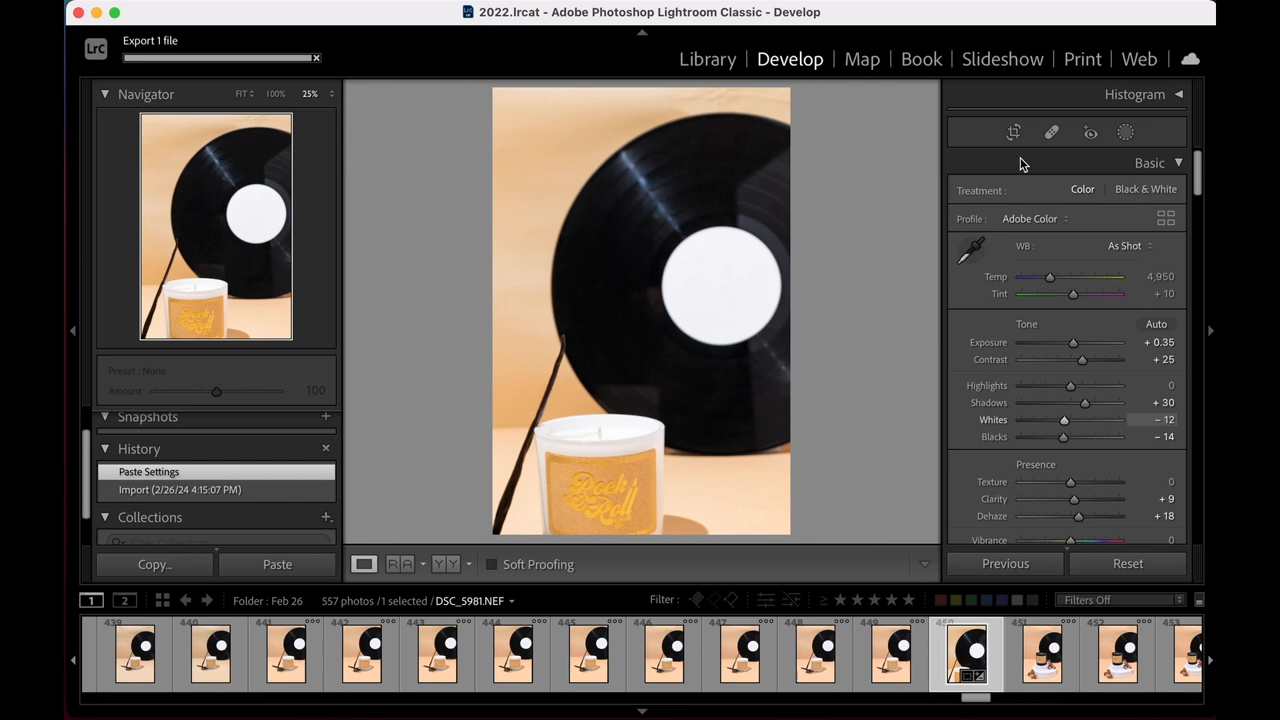 2022.lrcat - Adobe Photoshop Lightroom Classic - Develop
LrC
Export 1 file
Library | Develop | Map | Book | Slideshow | Print | Web
Navigator FIT 100% 25%
Histogram
Basic
Treatment : Color Black & White
Profile : Adobe Color
WB : As Shot
Temp 4,950
Tint + 10
Tone Auto
Exposure + 0.35
Contrast + 25
Highlights 0
Shadows + 30
Whites – 12
Blacks – 14
Presence
Texture 0
Clarity + 9
Dehaze + 18
Vibrance 0
Preset : None
Amount 100
Snapshots +
History
Paste Settings
Import (2/26/24 4:15:07 PM)
Collections +
Filter Collections
Rock
& Roll
Copy... Paste
R A Y Y Soft Proofing
Previous Reset
1 2 Folder : Feb 26 557 photos / 1 selected / DSC_5981.NEF Filter : ≥ ★★★★★ Filters Off
439 440 441 442 443 444 445 446 447 448 449 450 451 452 453